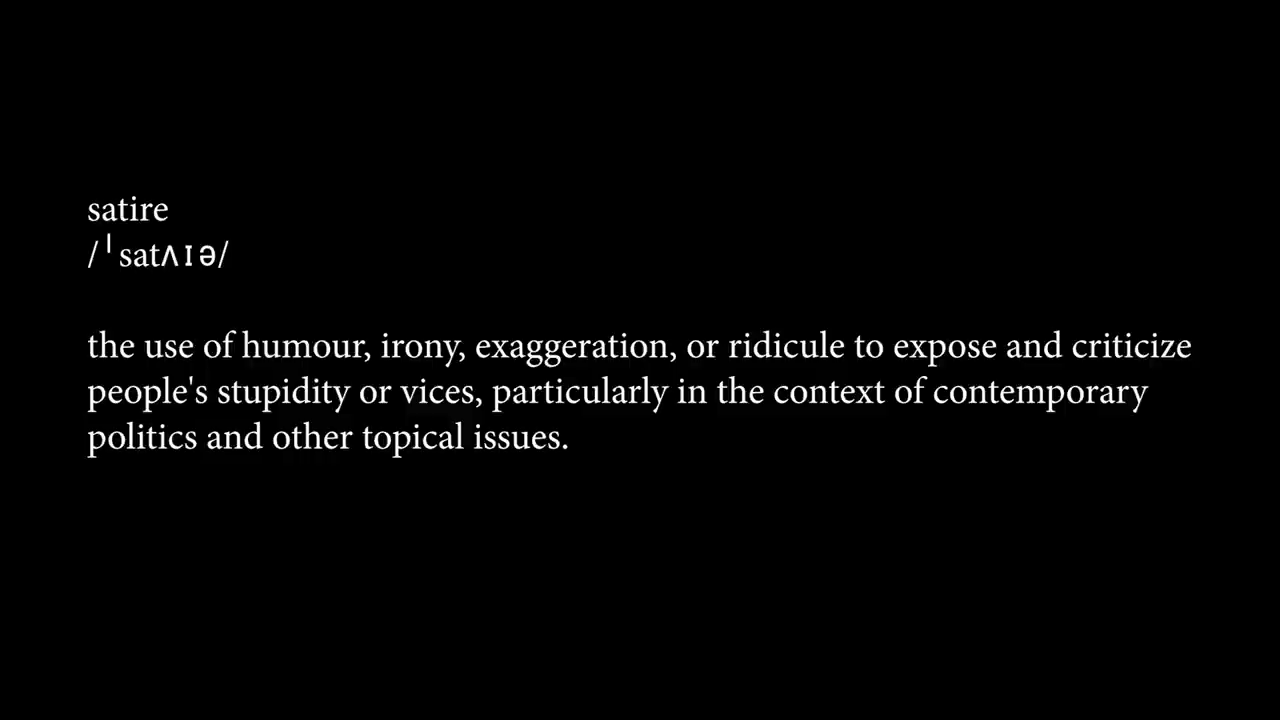 satire
/ˈsatʌɪə/
the use of humour, irony, exaggeration, or ridicule to expose and criticize
people's stupidity or vices, particularly in the context of contemporary
politics and other topical issues.